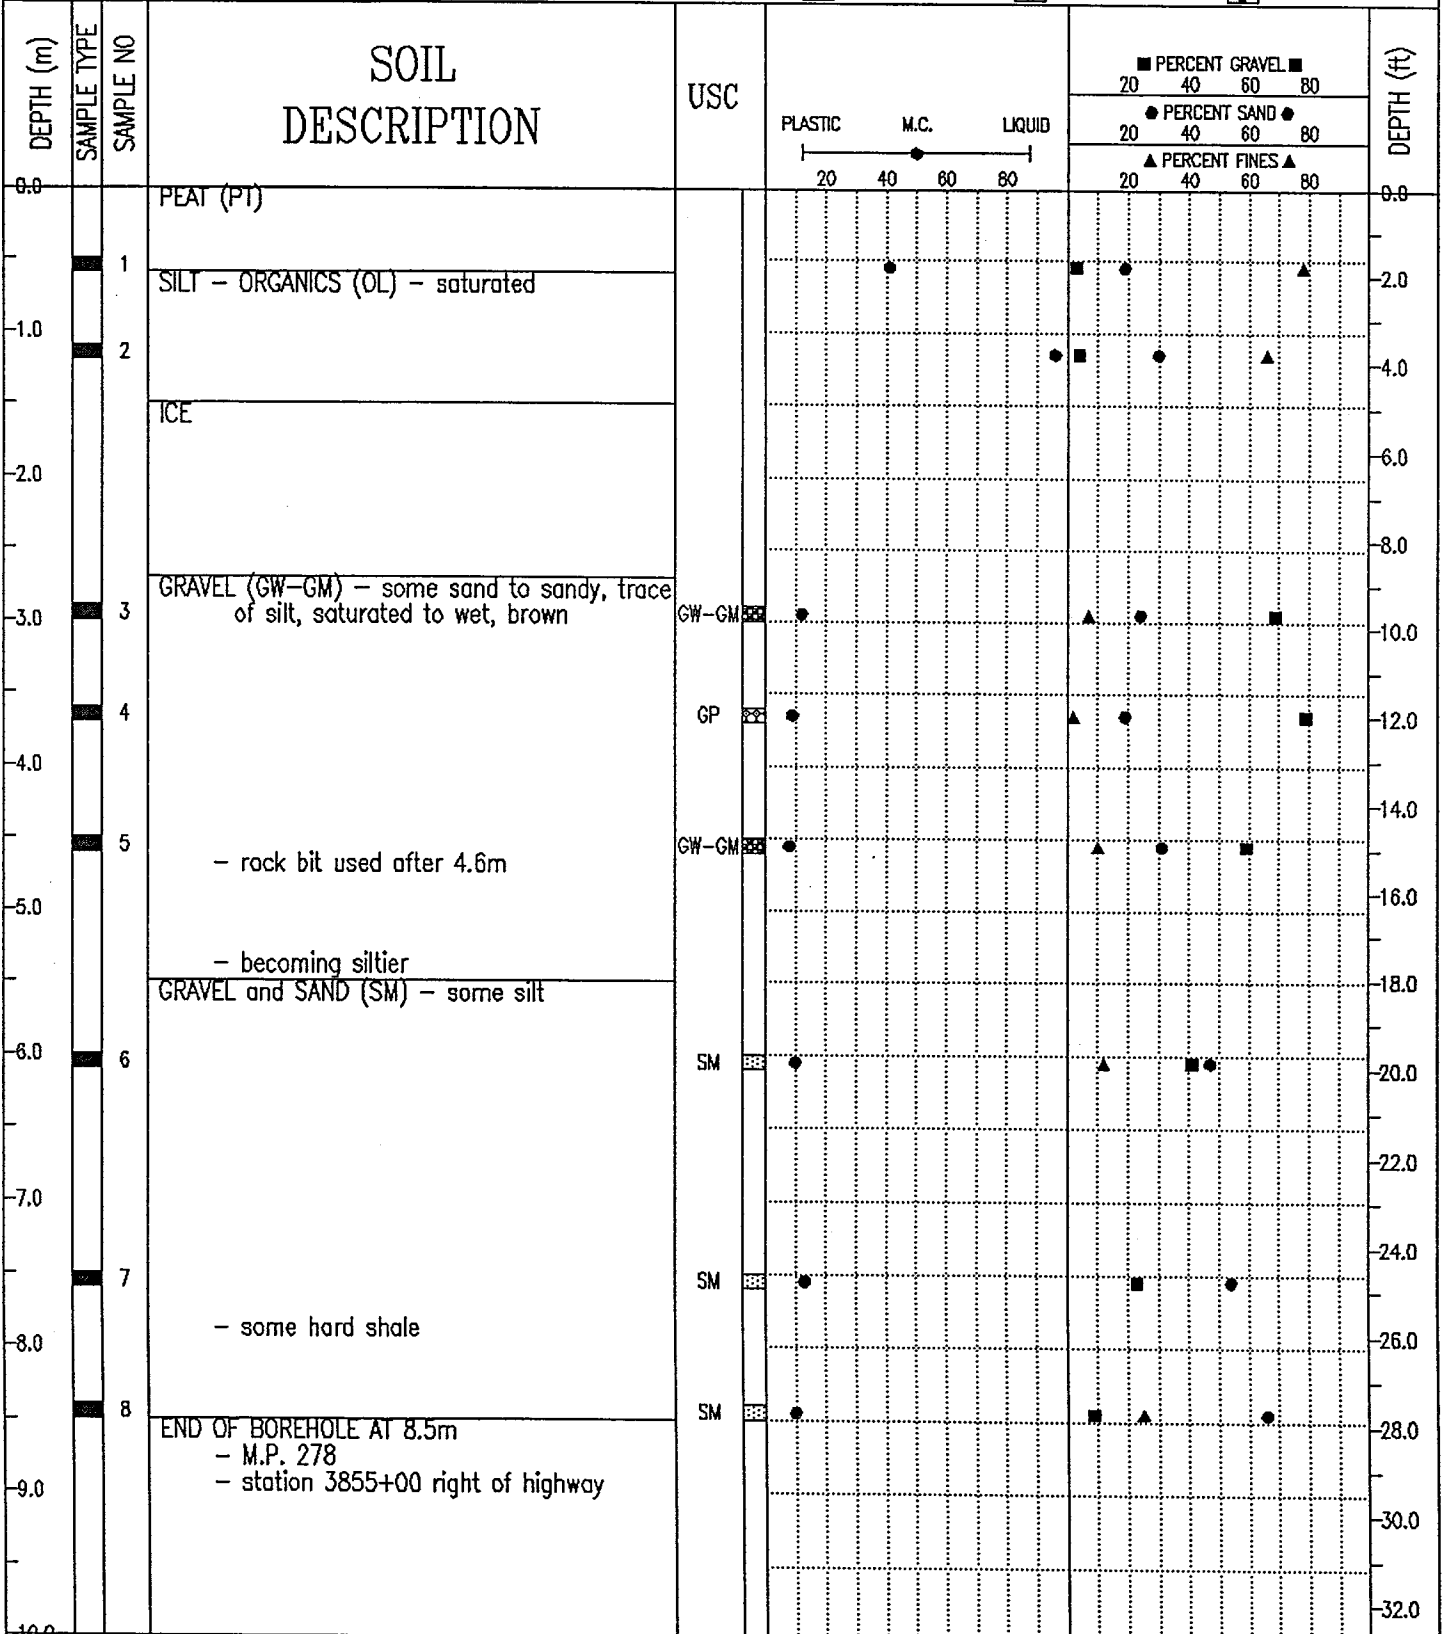 DEPTH (m)
SAMPLE TYPE
SAMPLE NO
SOIL
DESCRIPTION
USC
PLASTIC M.C. LIQUID
20 40 60 80
■ PERCENT GRAVEL ■
20 40 60 80
● PERCENT SAND ●
20 40 60 80
▲ PERCENT FINES ▲
20 40 60 80
DEPTH (ft)
0.0
PEAT (PT)
0.0
1
SILT – ORGANICS (OL) – saturated
2.0
1.0
2
4.0
ICE
6.0
2.0
8.0
GRAVEL (GW–GM) – some sand to sandy, trace
of silt, saturated to wet, brown
3.0
3
GW–GM
10.0
4
GP
12.0
4.0
14.0
5
GW–GM
– rock bit used after 4.6m
16.0
5.0
– becoming siltier
GRAVEL and SAND (SM) – some silt
18.0
6.0
6
SM
20.0
22.0
7.0
24.0
7
SM
– some hard shale
8.0
26.0
8
SM
END OF BOREHOLE AT 8.5m
28.0
– M.P. 278
– station 3855+00 right of highway
9.0
30.0
32.0
10.0